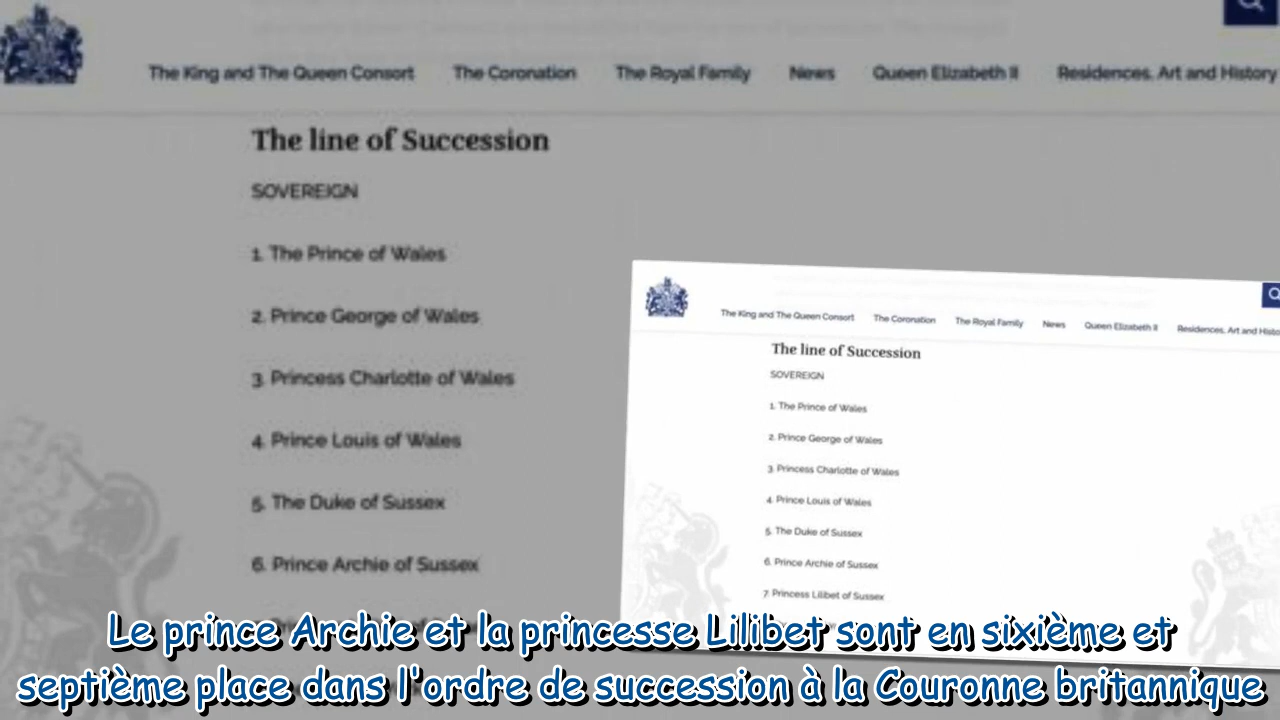 The King and The Queen Consort The Coronation The Royal Family News Queen Elizabeth II Residences, Art and History
The line of Succession
SOVEREIGN
1. The Prince of Wales
2. Prince George of Wales
3. Princess Charlotte of Wales
4. Prince Louis of Wales
5. The Duke of Sussex
6. Prince Archie of Sussex
The King and The Queen Consort The Coronation The Royal Family News Queen Elizabeth II Residences, Art and Histo
The line of Succession
SOVEREIGN
1. The Prince of Wales
2. Prince George of Wales
3. Princess Charlotte of Wales
4. Prince Louis of Wales
5. The Duke of Sussex
6. Prince Archie of Sussex
7. Princess Lilibet of Sussex
Le prince Archie et la princesse Lilibet sont en sixième et
septième place dans l'ordre de succession à la Couronne britannique